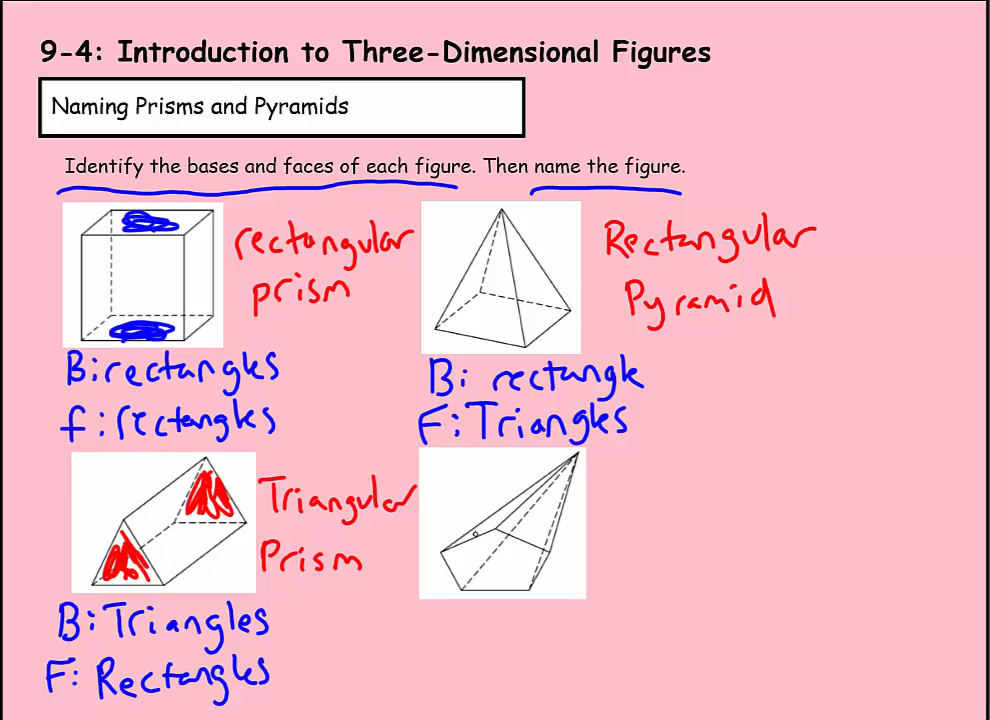 9-4: Introduction to Three-Dimensional Figures
Naming Prisms and Pyramids
Identify the bases and faces of each figure. Then name the figure.
rectangular
prism
B: rectangles
f: rectangles
Rectangular
Pyramid
B: rectangle
F: Triangles
Triangular
Prism
B: Triangles
F: Rectangles